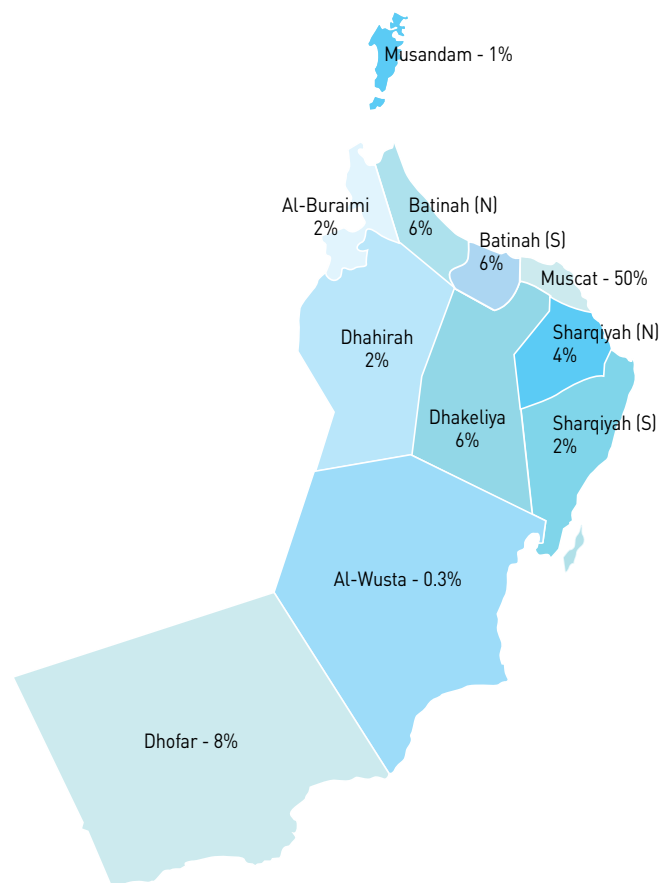 Musandam - 1%
Al-Buraimi
2%
Batinah (N)
6%
Batinah (S)
6%
Muscat - 50%
Dhahirah
2%
Sharqiyah (N)
4%
Dhakeliya
6%
Sharqiyah (S)
2%
Al-Wusta - 0.3%
Dhofar - 8%